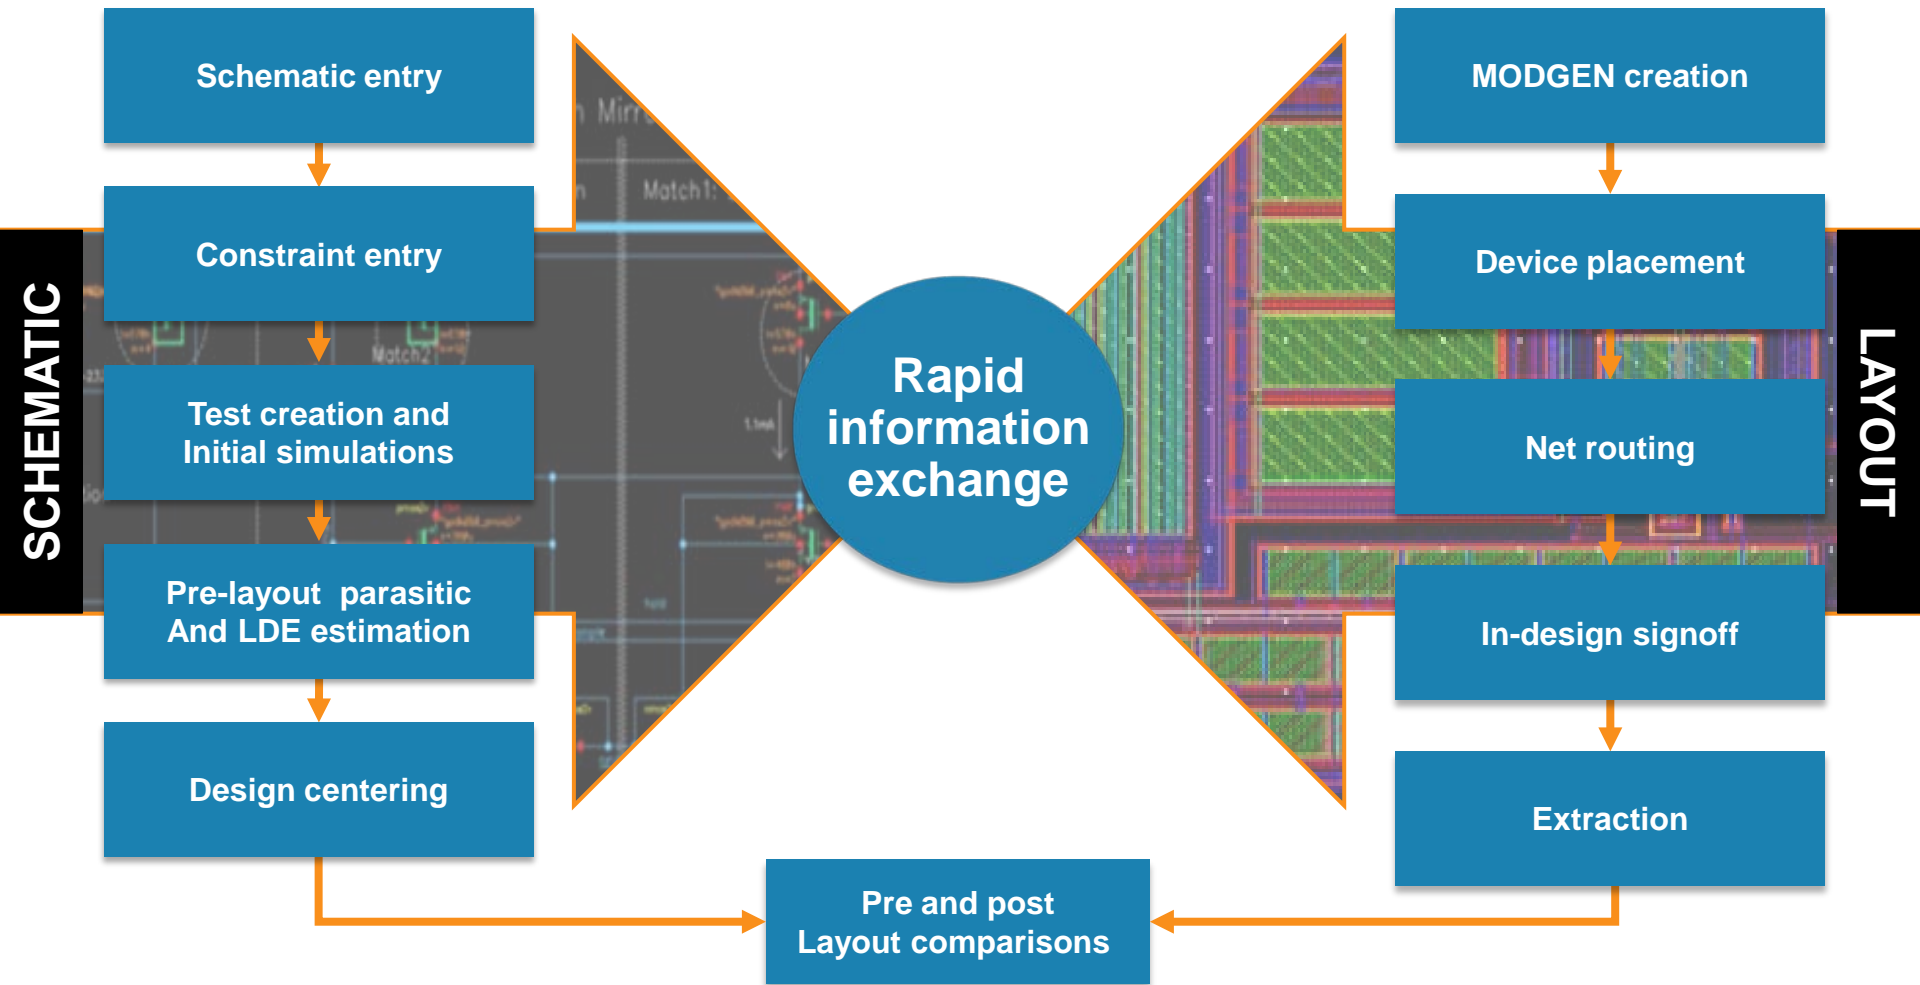 SCHEMATIC
Schematic entry
Constraint entry
Test creation and
Initial simulations
Pre-layout  parasitic
And LDE estimation
Design centering
Match1:
Match2
1.1mA
Rapid
information
exchange
MODGEN creation
Device placement
Net routing
In-design signoff
Extraction
LAYOUT
Pre and post
Layout comparisons